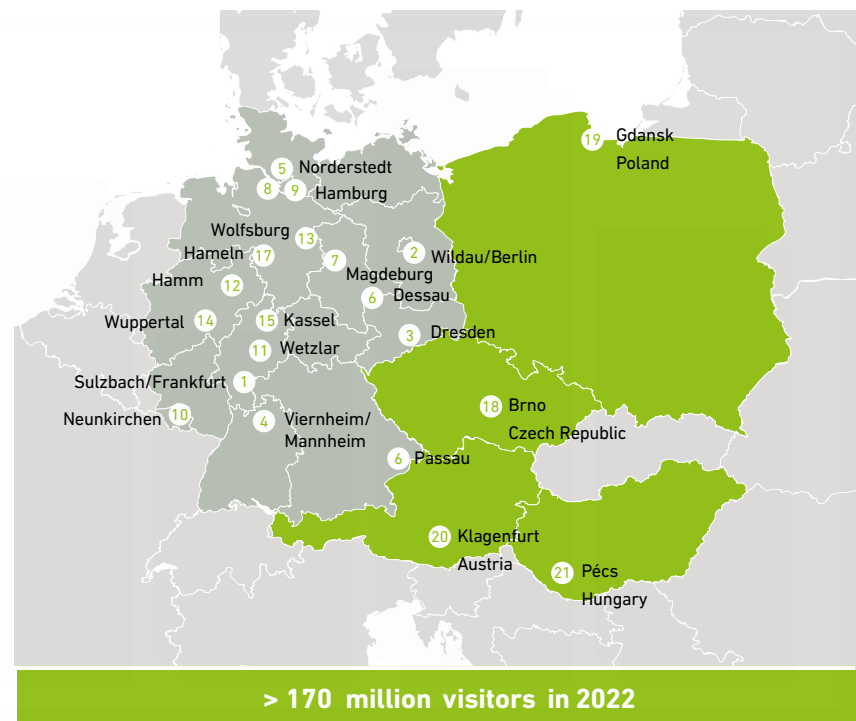 19 Gdansk
Poland
5 Norderstedt
8 9 Hamburg
Wolfsburg 13
Hameln 17
2 Wildau/Berlin
7 Magdeburg
Hamm 12
6 Dessau
Wuppertal 14
15 Kassel
3 Dresden
11 Wetzlar
Sulzbach/Frankfurt 1
Neunkirchen 10
4 Viernheim/
Mannheim
18 Brno
Czech Republic
6 Passau
20 Klagenfurt
Austria
21 Pécs
Hungary
> 170 million visitors in 2022